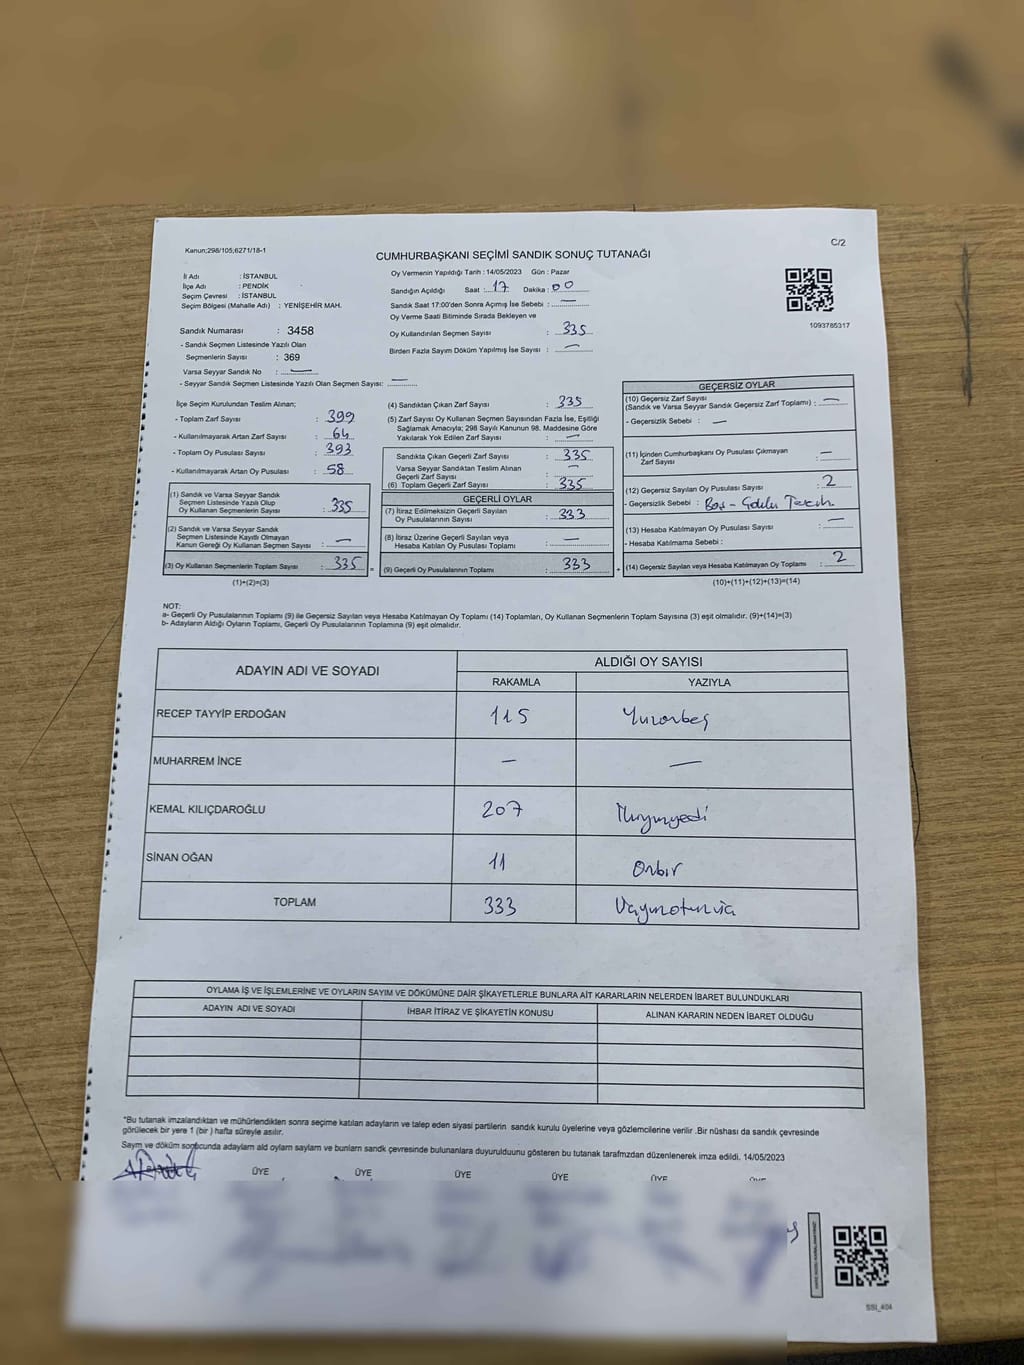 Kanun;298/105;6271/18-1
C/2
CUMHURBAŞKANI SEÇİMİ SANDIK SONUÇ TUTANAĞI
İl Adı : İSTANBUL
İlçe Adı : PENDİK
Seçim Çevresi : İSTANBUL
Seçim Bölgesi (Mahalle Adı) : YENİŞEHİR MAH.
Oy Vermenin Yapıldığı Tarih : 14/05/2023 Gün : Pazar
Sandığın Açıldığı Saat : 17 Dakika : 00
Sandık Saat 17:00'den Sonra Açımış İse Sebebi : —
Oy Verme Saati Bitiminde Sırada Bekleyen ve
Oy Kullandırılan Seçmen Sayısı : 335
Birden Fazla Sayım Döküm Yapılmış İse Sayısı : —
1093785317
Sandık Numarası : 3458
- Sandık Seçmen Listesinde Yazılı Olan
Seçmenlerin Sayısı : 369
Varsa Seyyar Sandık No : —
- Seyyar Sandık Seçmen Listesinde Yazılı Olan Seçmen Sayısı: —
İlçe Seçim Kurulundan Teslim Alınan;
- Toplam Zarf Sayısı : 399
- Kullanılmayarak Artan Zarf Sayısı : 64
- Toplam Oy Pusulası Sayısı : 393
- Kullanılmayarak Artan Oy Pusulası : 58
(1) Sandık ve Varsa Seyyar Sandık
Seçmen Listesinde Yazılı Olup
Oy Kullanan Seçmenlerin Sayısı : 335
(2) Sandık ve Varsa Seyyar Sandık
Seçmen Listesinde Kayıtlı Olmayan
Kanun Gereği Oy Kullanan Seçmen Sayısı : —
(3) Oy Kullanan Seçmenlerin Toplam Sayısı : 335 =
(1)+(2)=(3)
(4) Sandıktan Çıkan Zarf Sayısı : 335
(5) Zarf Sayısı Oy Kullanan Seçmen Sayısından Fazla İse, Eşitliği
Sağlamak Amacıyla; 298 Sayılı Kanunun 98. Maddesine Göre
Yakılarak Yok Edilen Zarf Sayısı : —
Sandıkta Çıkan Geçerli Zarf Sayısı : 335
Varsa Seyyar Sandıktan Teslim Alınan
Geçerli Zarf Sayısı : —
(6) Toplam Geçerli Zarf Sayısı : 335
GEÇERLİ OYLAR
(7) İtiraz Edilmeksizin Geçerli Sayılan
Oy Pusulalarının Sayısı : 333
(8) İtiraz Üzerine Geçerli Sayılan veya
Hesaba Katılan Oy Pusulası Toplamı : —
(9) Geçerli Oy Pusulalarının Toplamı : 333 +
GEÇERSİZ OYLAR
(10) Geçersiz Zarf Sayısı
(Sandık ve Varsa Seyyar Sandık Geçersiz Zarf Toplamı) : —
- Geçersizlik Sebebi : —
(11) İçinden Cumhurbaşkanı Oy Pusulası Çıkmayan
Zarf Sayısı : —
(12) Geçersiz Sayılan Oy Pusulası Sayısı : 2
- Geçersizlik Sebebi : Boş -
(13) Hesaba Katılmayan Oy Pusulası Sayısı : —
- Hesaba Katılmama Sebebi :
(14) Geçersiz Sayılan veya Hesaba Katılmayan Oy Toplamı : 2
(10)+(11)+(12)+(13)=(14)
NOT:
a- Geçerli Oy Pusulalarının Toplamı (9) ile Geçersiz Sayılan veya Hesaba Katılmayan Oy Toplamı (14) Toplamları, Oy Kullanan Seçmenlerin Toplam Sayısına (3) eşit olmalıdır. (9)+(14)=(3)
b- Adayların Aldığı Oyların Toplamı, Geçerli Oy Pusulalarının Toplamına (9) eşit olmalıdır.
ADAYIN ADI VE SOYADI ALDIĞI OY SAYISI
RAKAMLA YAZIYLA
RECEP TAYYİP ERDOĞAN 115 Yüzonbeş
MUHARREM İNCE — —
KEMAL KILIÇDAROĞLU 207 İkiyüzyedi
SİNAN OĞAN 11 Onbir
TOPLAM 333
OYLAMA İŞ VE İŞLEMLERİNE VE OYLARIN SAYIM VE DÖKÜMÜNE DAİR ŞİKAYETLERLE BUNLARA AİT KARARLARIN NELERDEN İBARET BULUNDUKLARI
ADAYIN ADI VE SOYADI İHBAR İTİRAZ VE ŞİKAYETİN KONUSU ALINAN KARARIN NEDEN İBARET OLDUĞU
*Bu tutanak imzalandıktan ve mühürlendikten sonra seçime katılan adayların ve talep eden siyasi partilerin sandık kurulu üyelerine veya gözlemcilerine verilir .Bir nüshası da sandık çevresinde
görülecek bir yere 1 (bir ) hafta süreyle asılır.
Sayım ve döküm sonucunda adayların aldı oyların sayların ve bunların sandk çevresinde bulunanlara duyurulduunu gösteren bu tutanak tarafmzdan düzenlenerek imza edildi. 14/05/2023
ÜYE ÜYE ÜYE ÜYE ÜYE ÜYE
SSI_404